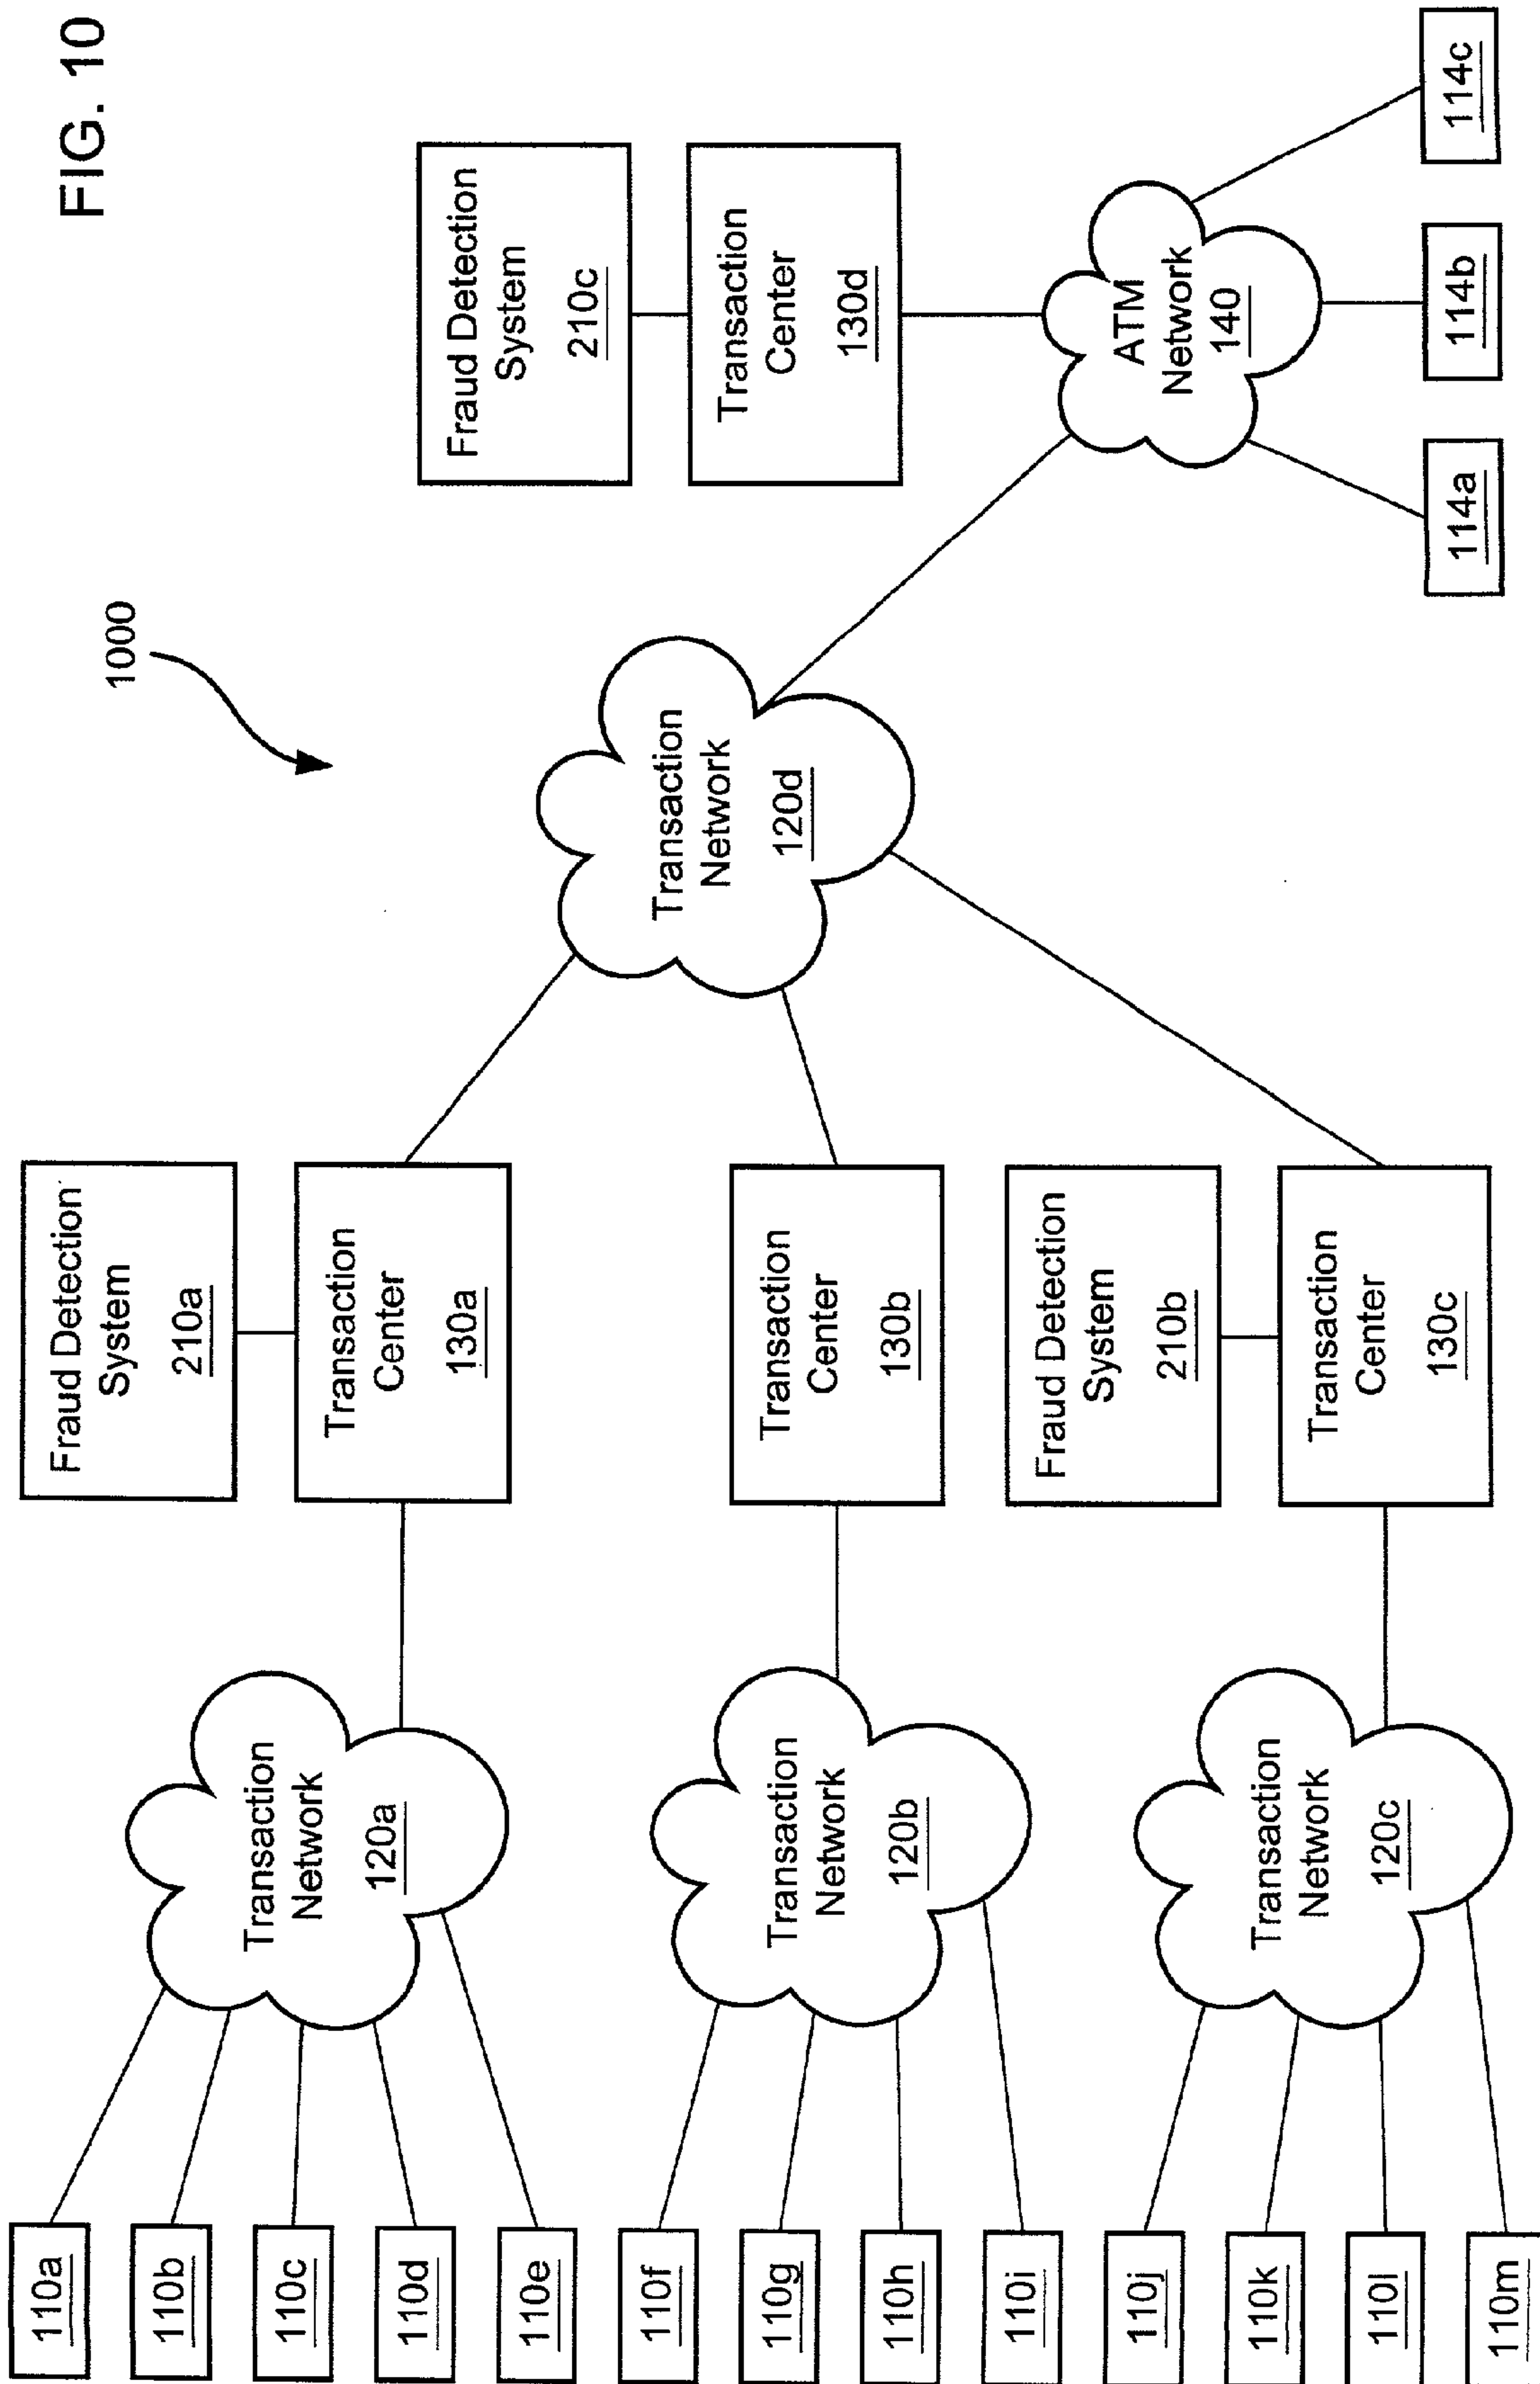 FIG. 10
1000
110a
110b
110c
110d
110e
110f
110g
110h
110i
110j
110k
110l
110m
Transaction
Network
120a
Transaction
Network
120b
Transaction
Network
120c
Fraud Detection
System
210a
Transaction
Center
130a
Transaction
Center
130b
Fraud Detection
System
210b
Transaction
Center
130c
Transaction
Network
120d
Fraud Detection
System
210c
Transaction
Center
130d
ATM
Network
140
114a
114b
114c